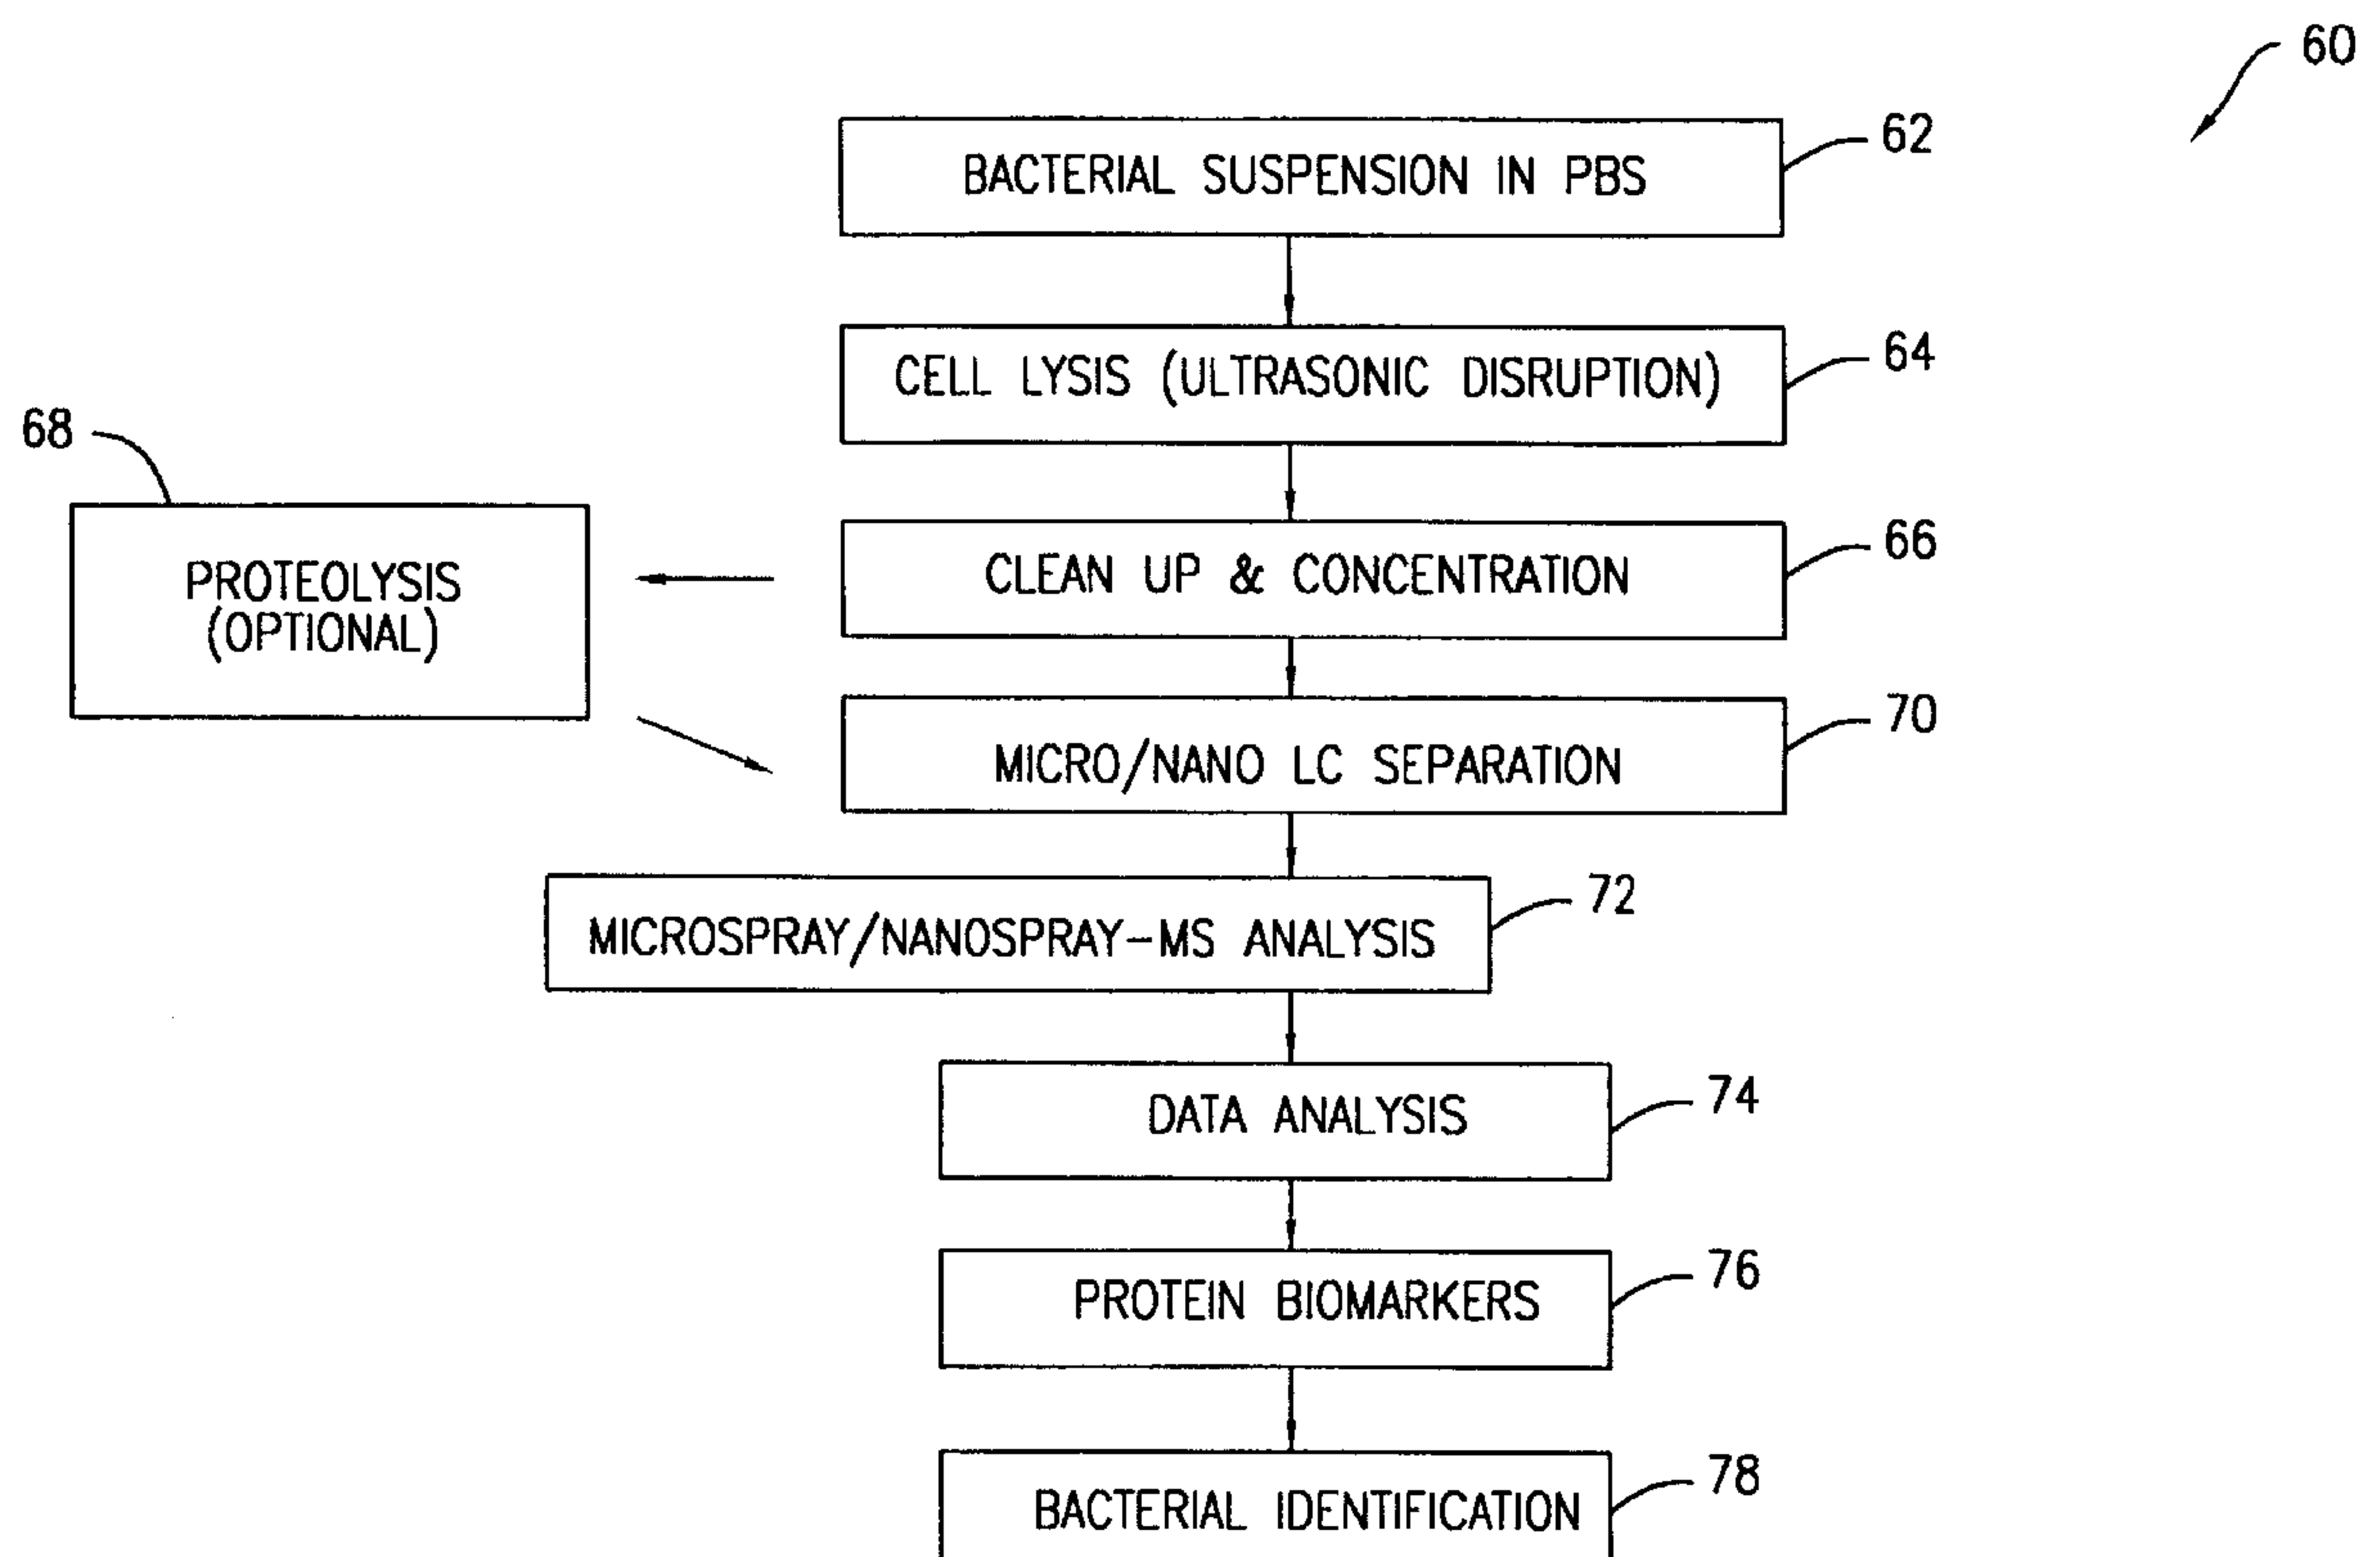 60
BACTERIAL SUSPENSION IN PBS
62
CELL LYSIS (ULTRASONIC DISRUPTION)
64
68
PROTEOLYSIS
(OPTIONAL)
CLEAN UP & CONCENTRATION
66
MICRO/NANO LC SEPARATION
70
MICROSPRAY/NANOSPRAY-MS ANALYSIS
72
DATA ANALYSIS
74
PROTEIN BIOMARKERS
76
BACTERIAL IDENTIFICATION
78